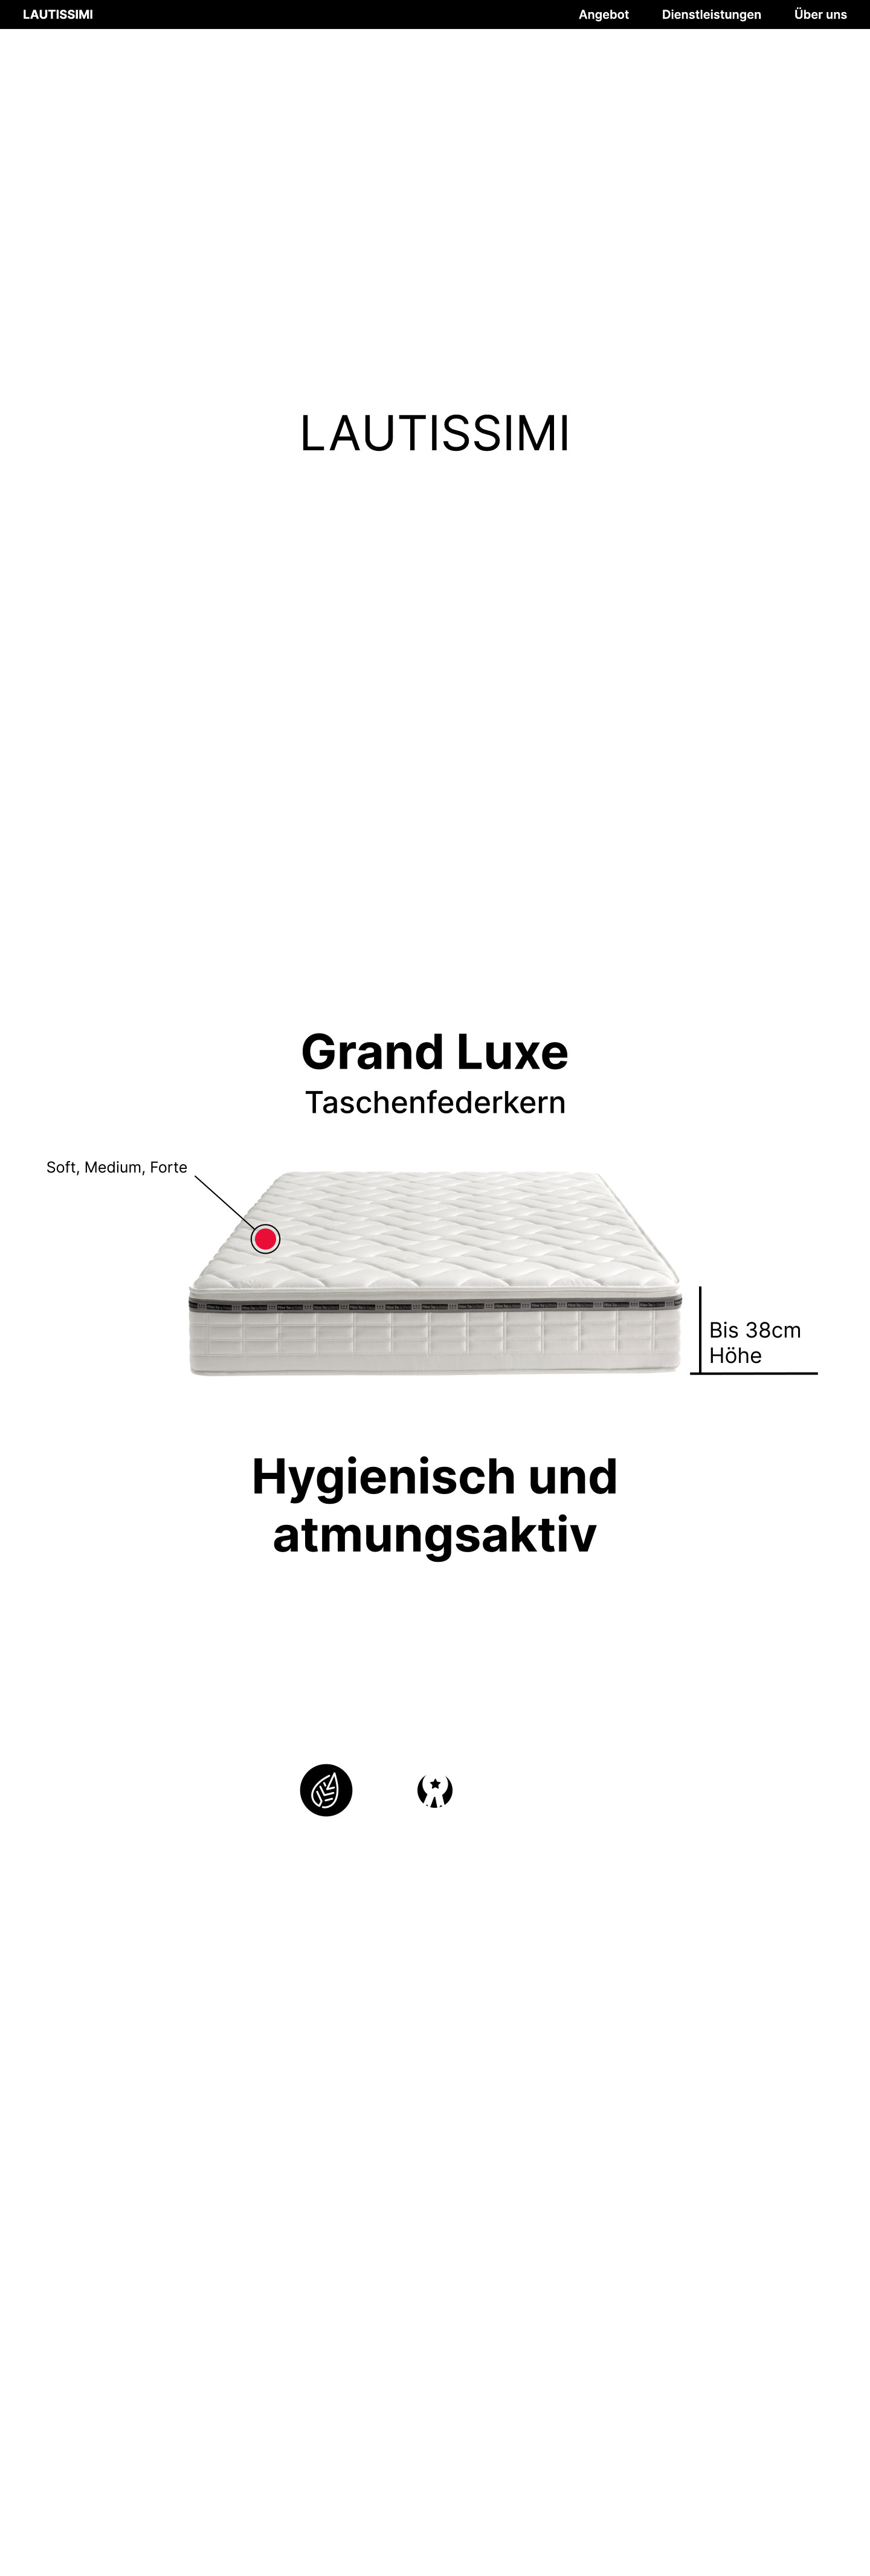 LAUTISSIMI
Angebot
Dienstleistungen
Über uns
LAUTISSIMI
Grand Luxe
Taschenfederkern
Soft, Medium, Forte
Bis 38cm
Höhe
Hygienisch und
atmungsaktiv